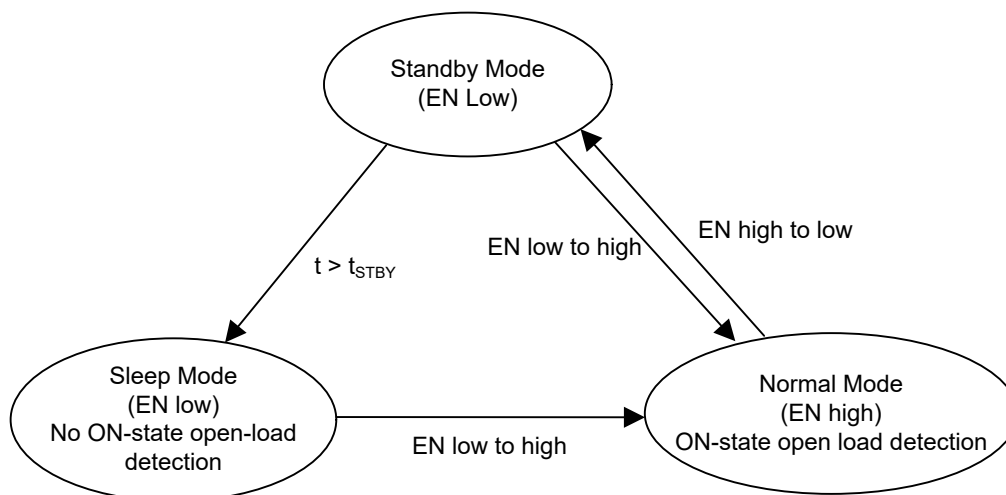 Standby Mode
(EN Low)
EN high to low
EN low to high
t > tSTBY
Sleep Mode
(EN low)
No ON-state open-load
detection
Normal Mode
(EN high)
ON-state open load detection
EN low to high